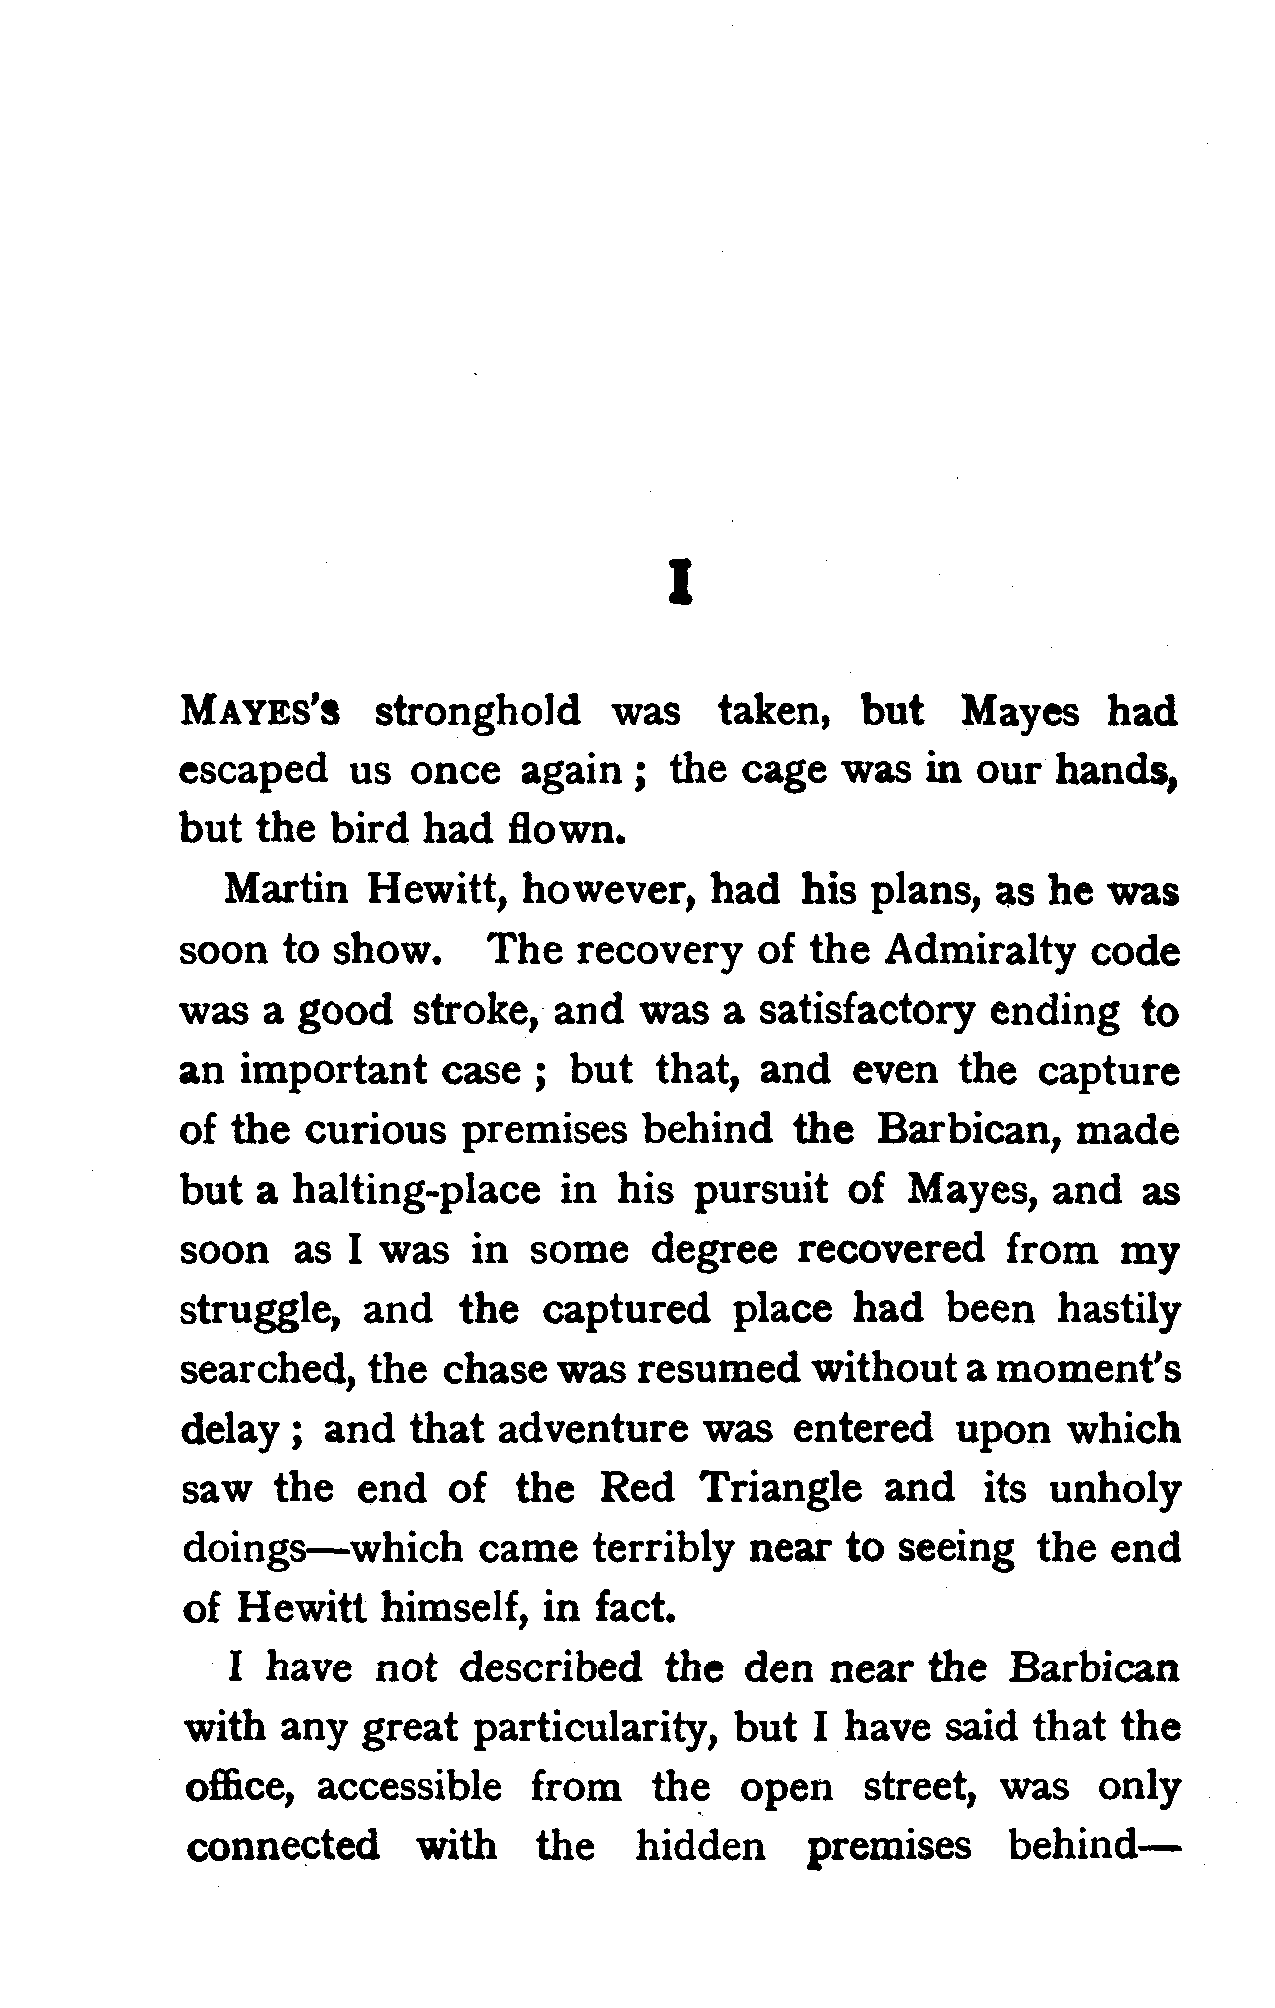 I
MAYES'S stronghold was taken, but Mayes had
escaped us once again ; the cage was in our hands,
but the bird had flown.
Martin Hewitt, however, had his plans, as he was
soon to show. The recovery of the Admiralty code
was a good stroke, and was a satisfactory ending to
an important case ; but that, and even the capture
of the curious premises behind the Barbican, made
but a halting-place in his pursuit of Mayes, and as
soon as I was in some degree recovered from my
struggle, and the captured place had been hastily
searched, the chase was resumed without a moment's
delay ; and that adventure was entered upon which
saw the end of the Red Triangle and its unholy
doings—which came terribly near to seeing the end
of Hewitt himself, in fact.
I have not described the den near the Barbican
with any great particularity, but I have said that the
office, accessible from the open street, was only
connected with the hidden premises behind—